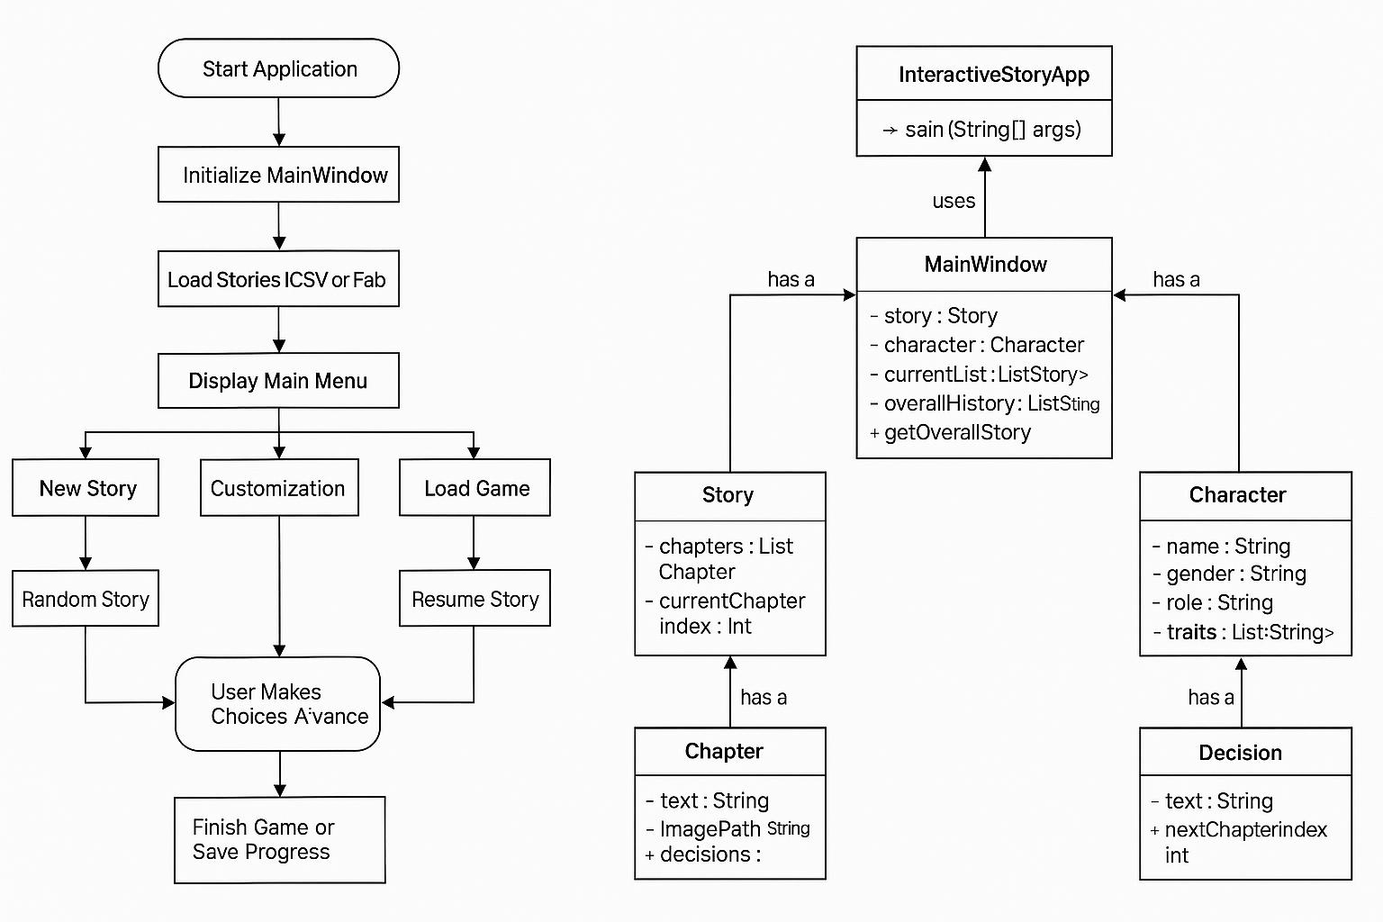 Start Application
Initialize MainWindow
Load Stories ICSV or Fab
Display Main Menu
New Story
Customization
Load Game
Random Story
Resume Story
User Makes
Choices A'vance
Finish Game or
Save Progress
InteractiveStoryApp
→ sain (String[] args)
uses
MainWindow
- story : Story
- character : Character
- currentList : ListStory>
- overallHistory : ListSting
+ getOverallStory
has a
has a
Story
- chapters : List
Chapter
- currentChapter
index : Int
Character
- name : String
- gender : String
- role : String
- traits : List:String>
has a
has a
Chapter
- text : String
- ImagePath String
+ decisions :
Decision
- text : String
+ nextChapterindex
int